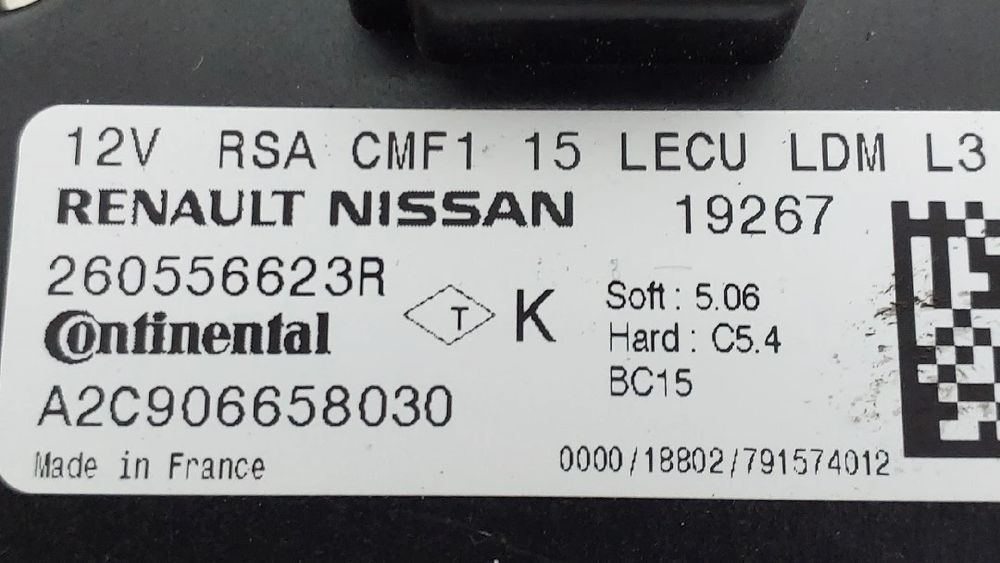 12V RSA CMF1 15 LECU LDM L3
RENAULT NISSAN 19267
260556623R
Continental
T K
Soft : 5.06
Hard : C5.4
BC15
A2C906658030
Made in France
0000/18802/791574012